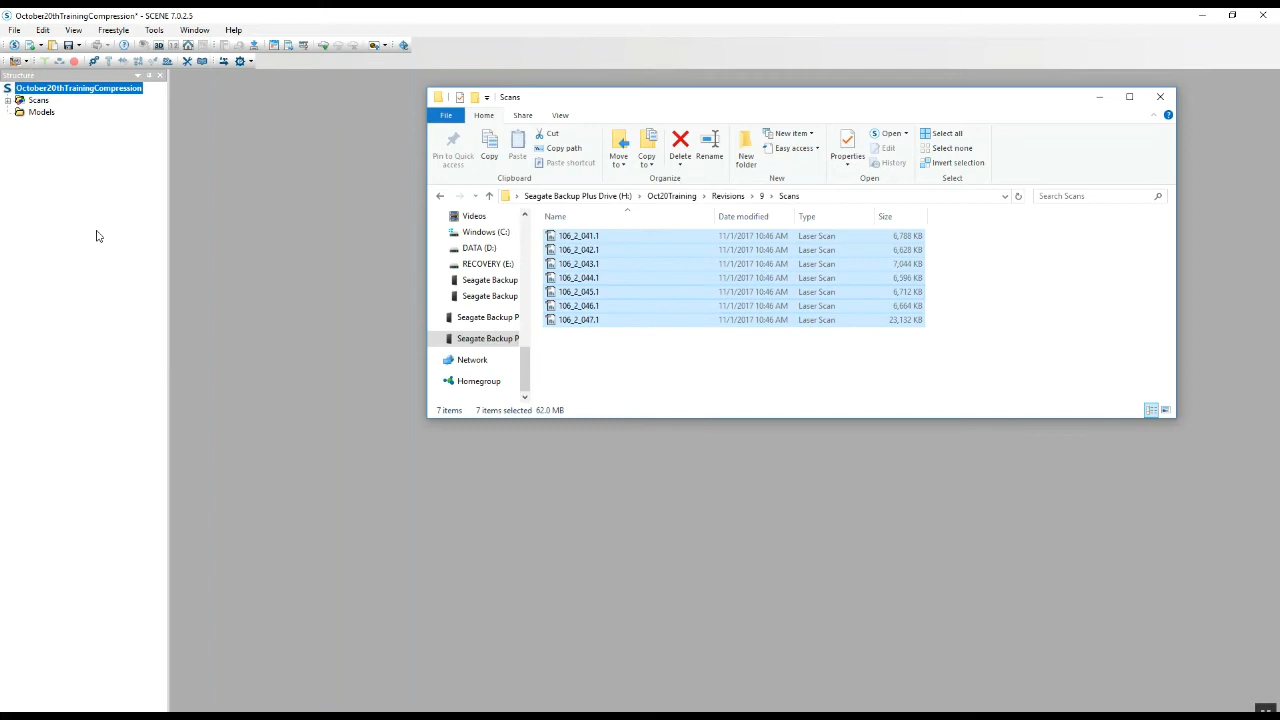 October20thTrainingCompression* - SCENE 7.0.2.5
File Edit View Freestyle Tools Window Help
Structure
October20thTrainingCompression
Scans
Models
Scans
File Home Share View
Pin to Quick access
Copy
Paste
Cut
Copy path
Paste shortcut
Clipboard
Move to
Copy to
Delete
Rename
Organize
New folder
New item
Easy access
New
Properties
Open
Edit
History
Open
Select all
Select none
Invert selection
Select
Seagate Backup Plus Drive (H:) Oct20Training Revisions 9 Scans
Search Scans
Videos
Windows (C:)
DATA (D:)
RECOVERY (E:)
Seagate Backup
Seagate Backup
Seagate Backup P
Seagate Backup P
Network
Homegroup
Name Date modified Type Size
106_2_041.1 11/1/2017 10:46 AM Laser Scan 6,788 KB
106_2_042.1 11/1/2017 10:46 AM Laser Scan 6,628 KB
106_2_043.1 11/1/2017 10:46 AM Laser Scan 7,044 KB
106_2_044.1 11/1/2017 10:46 AM Laser Scan 6,596 KB
106_2_045.1 11/1/2017 10:46 AM Laser Scan 6,712 KB
106_2_046.1 11/1/2017 10:46 AM Laser Scan 6,664 KB
106_2_047.1 11/1/2017 10:46 AM Laser Scan 23,132 KB
7 items 7 items selected 62.0 MB